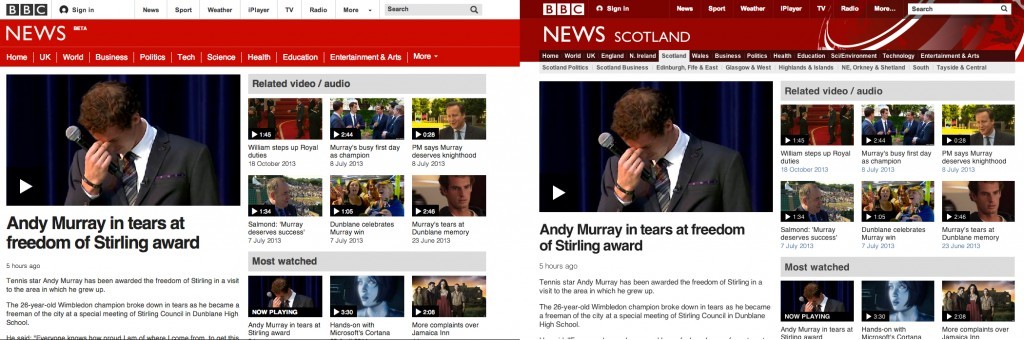 BBC Sign in News Sport Weather iPlayer TV Radio More Search
NEWS BETA
Home UK World Business Politics Tech Science Health Education Entertainment & Arts More
Andy Murray in tears at
freedom of Stirling award
5 hours ago
Tennis star Andy Murray has been awarded the freedom of Stirling in a visit
to the area in which he grew up.
The 26-year-old Wimbledon champion broke down in tears as he became a
freeman of the city at a special meeting of Stirling Council in Dunblane High
School.
He said: "Everyone knows how proud I am of where I come from, to get this
Related video / audio
1:45
William steps up Royal
duties
18 October 2013
2:44
Murray's busy first day
as champion
8 July 2013
0:28
PM says Murray
deserves knighthood
8 July 2013
1:34
Salmond: 'Murray
deserves success'
7 July 2013
1:05
Dunblane celebrates
Murray win
7 July 2013
2:46
Murray's tears at
Dunblane memory
23 June 2013
Most watched
NOW PLAYING
Andy Murray in tears at
Stirling award
3:30
Hands-on with
Microsoft's Cortana
2:08
More complaints over
Jamaica Inn
BBC Sign in News Sport Weather iPlayer TV Radio More... Search
NEWS SCOTLAND
Home World UK England N. Ireland Scotland Wales Business Politics Health Education Sci/Environment Technology Entertainment & Arts
Scotland Politics Scotland Business Edinburgh, Fife & East Glasgow & West Highlands & Islands NE, Orkney & Shetland South Tayside & Central
Andy Murray in tears at freedom
of Stirling award
5 hours ago
Tennis star Andy Murray has been awarded the freedom of Stirling in a
visit to the area in which he grew up.
The 26-year-old Wimbledon champion broke down in tears as he became
a freeman of the city at a special meeting of Stirling Council in Dunblane
High School.
Related video / audio
1:45
William steps up Royal
duties
18 October 2013
2:44
Murray's busy first day
as champion
8 July 2013
0:28
PM says Murray
deserves knighthood
8 July 2013
1:34
Salmond: 'Murray
deserves success'
7 July 2013
1:05
Dunblane celebrates
Murray win
7 July 2013
2:46
Murray's tears at
Dunblane memory
23 June 2013
Most watched
NOW PLAYING
Andy Murray in tears at
Stirling award
3:30
Hands-on with
Microsoft's Cortana
2:08
More complaints over
Jamaica Inn